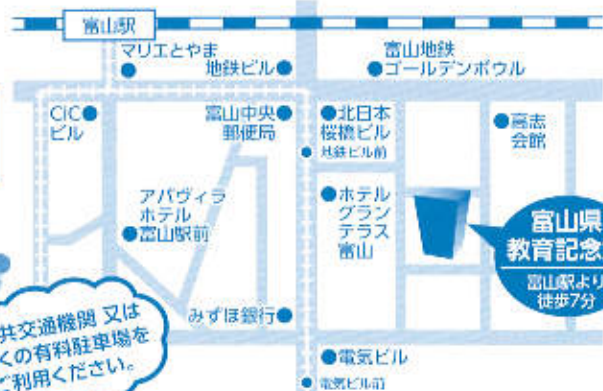 富山駅
マリエとやま
地鉄ビル
富山地鉄
ゴールデンボウル
CiC
ビル
富山中央
郵便局
北日本
桜橋ビル
地鉄ビル前
高志
会館
アパヴィラ
ホテル
富山駅前
ホテル
グラン
テラス
富山
富山県
教育記念
富山駅より
徒歩7分
みずほ銀行
共交通機関 又は
くの有料駐車場を
ご利用ください。
電気ビル
電気ビル前